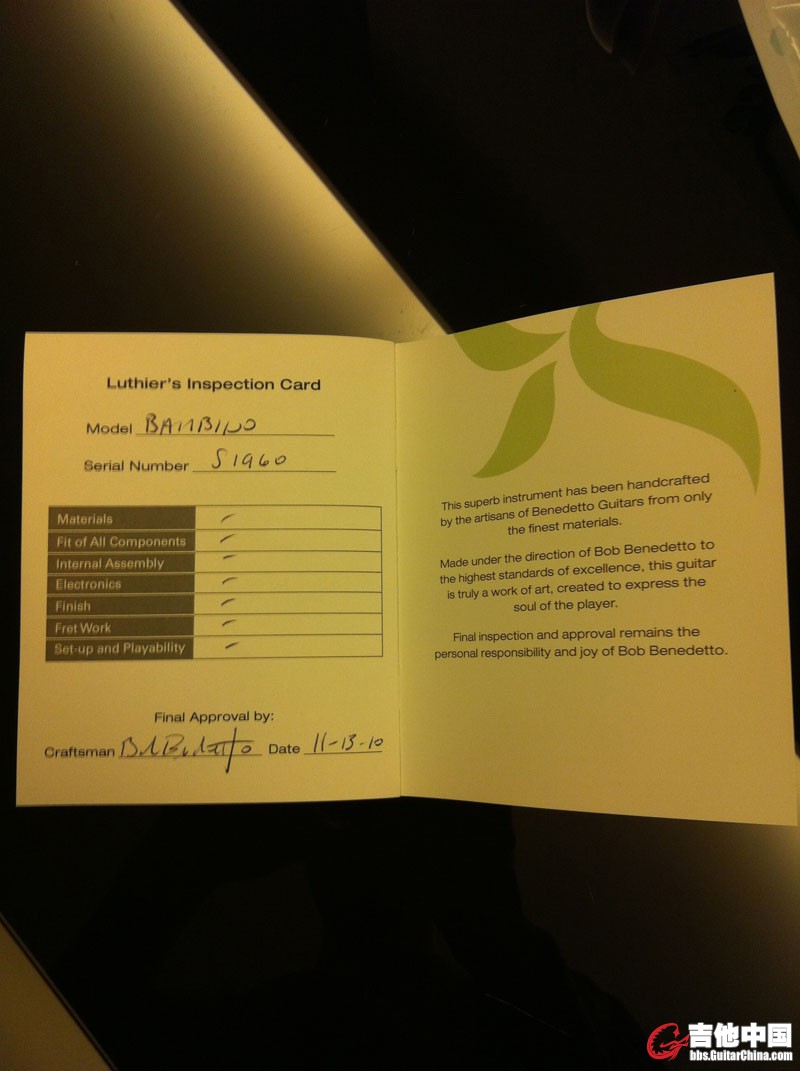 Luthier's Inspection Card
Model BAMBINO
Serial Number S1960
Materials
Fit of All Components
Internal Assembly
Electronics
Finish
Fret Work
Set-up and Playability
Final Approval by:
Craftsman Bob Benedetto Date 11-13-10
This superb instrument has been handcrafted
by the artisans of Benedetto Guitars from only
the finest materials.
Made under the direction of Bob Benedetto to
the highest standards of excellence, this guitar
is truly a work of art, created to express the
soul of the player.
Final inspection and approval remains the
personal responsibility and joy of Bob Benedetto.
吉他中国
bbs.GuitarChina.com